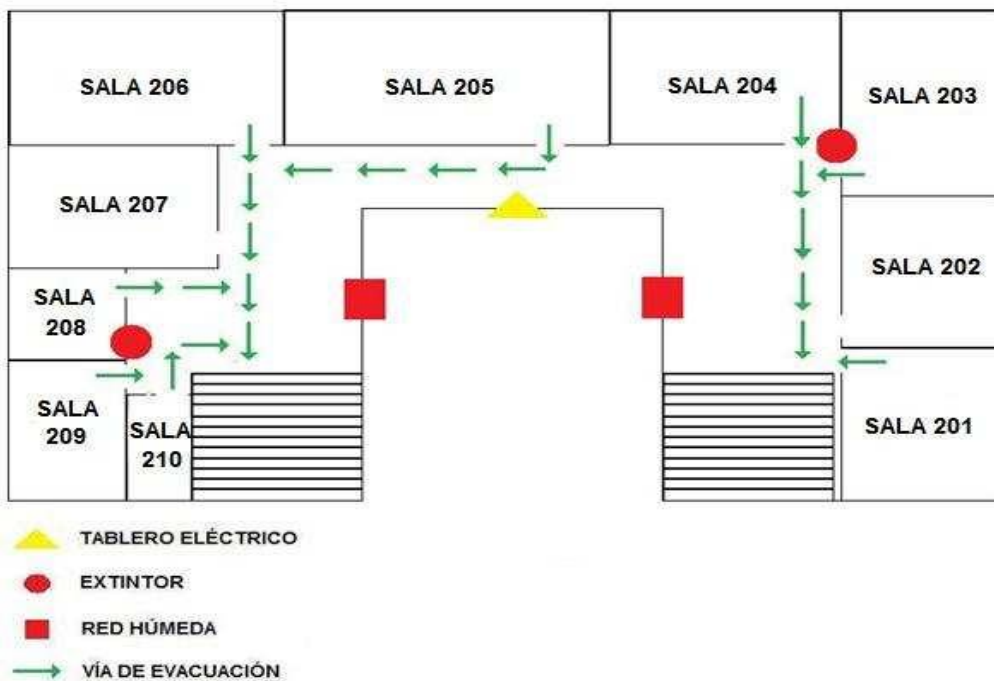 SALA 206
SALA 205
SALA 204
SALA 203
SALA 207
SALA 202
SALA
208
SALA
209
SALA
210
SALA 201
TABLERO ELÉCTRICO
EXTINTOR
RED HÚMEDA
VÍA DE EVACUACIÓN